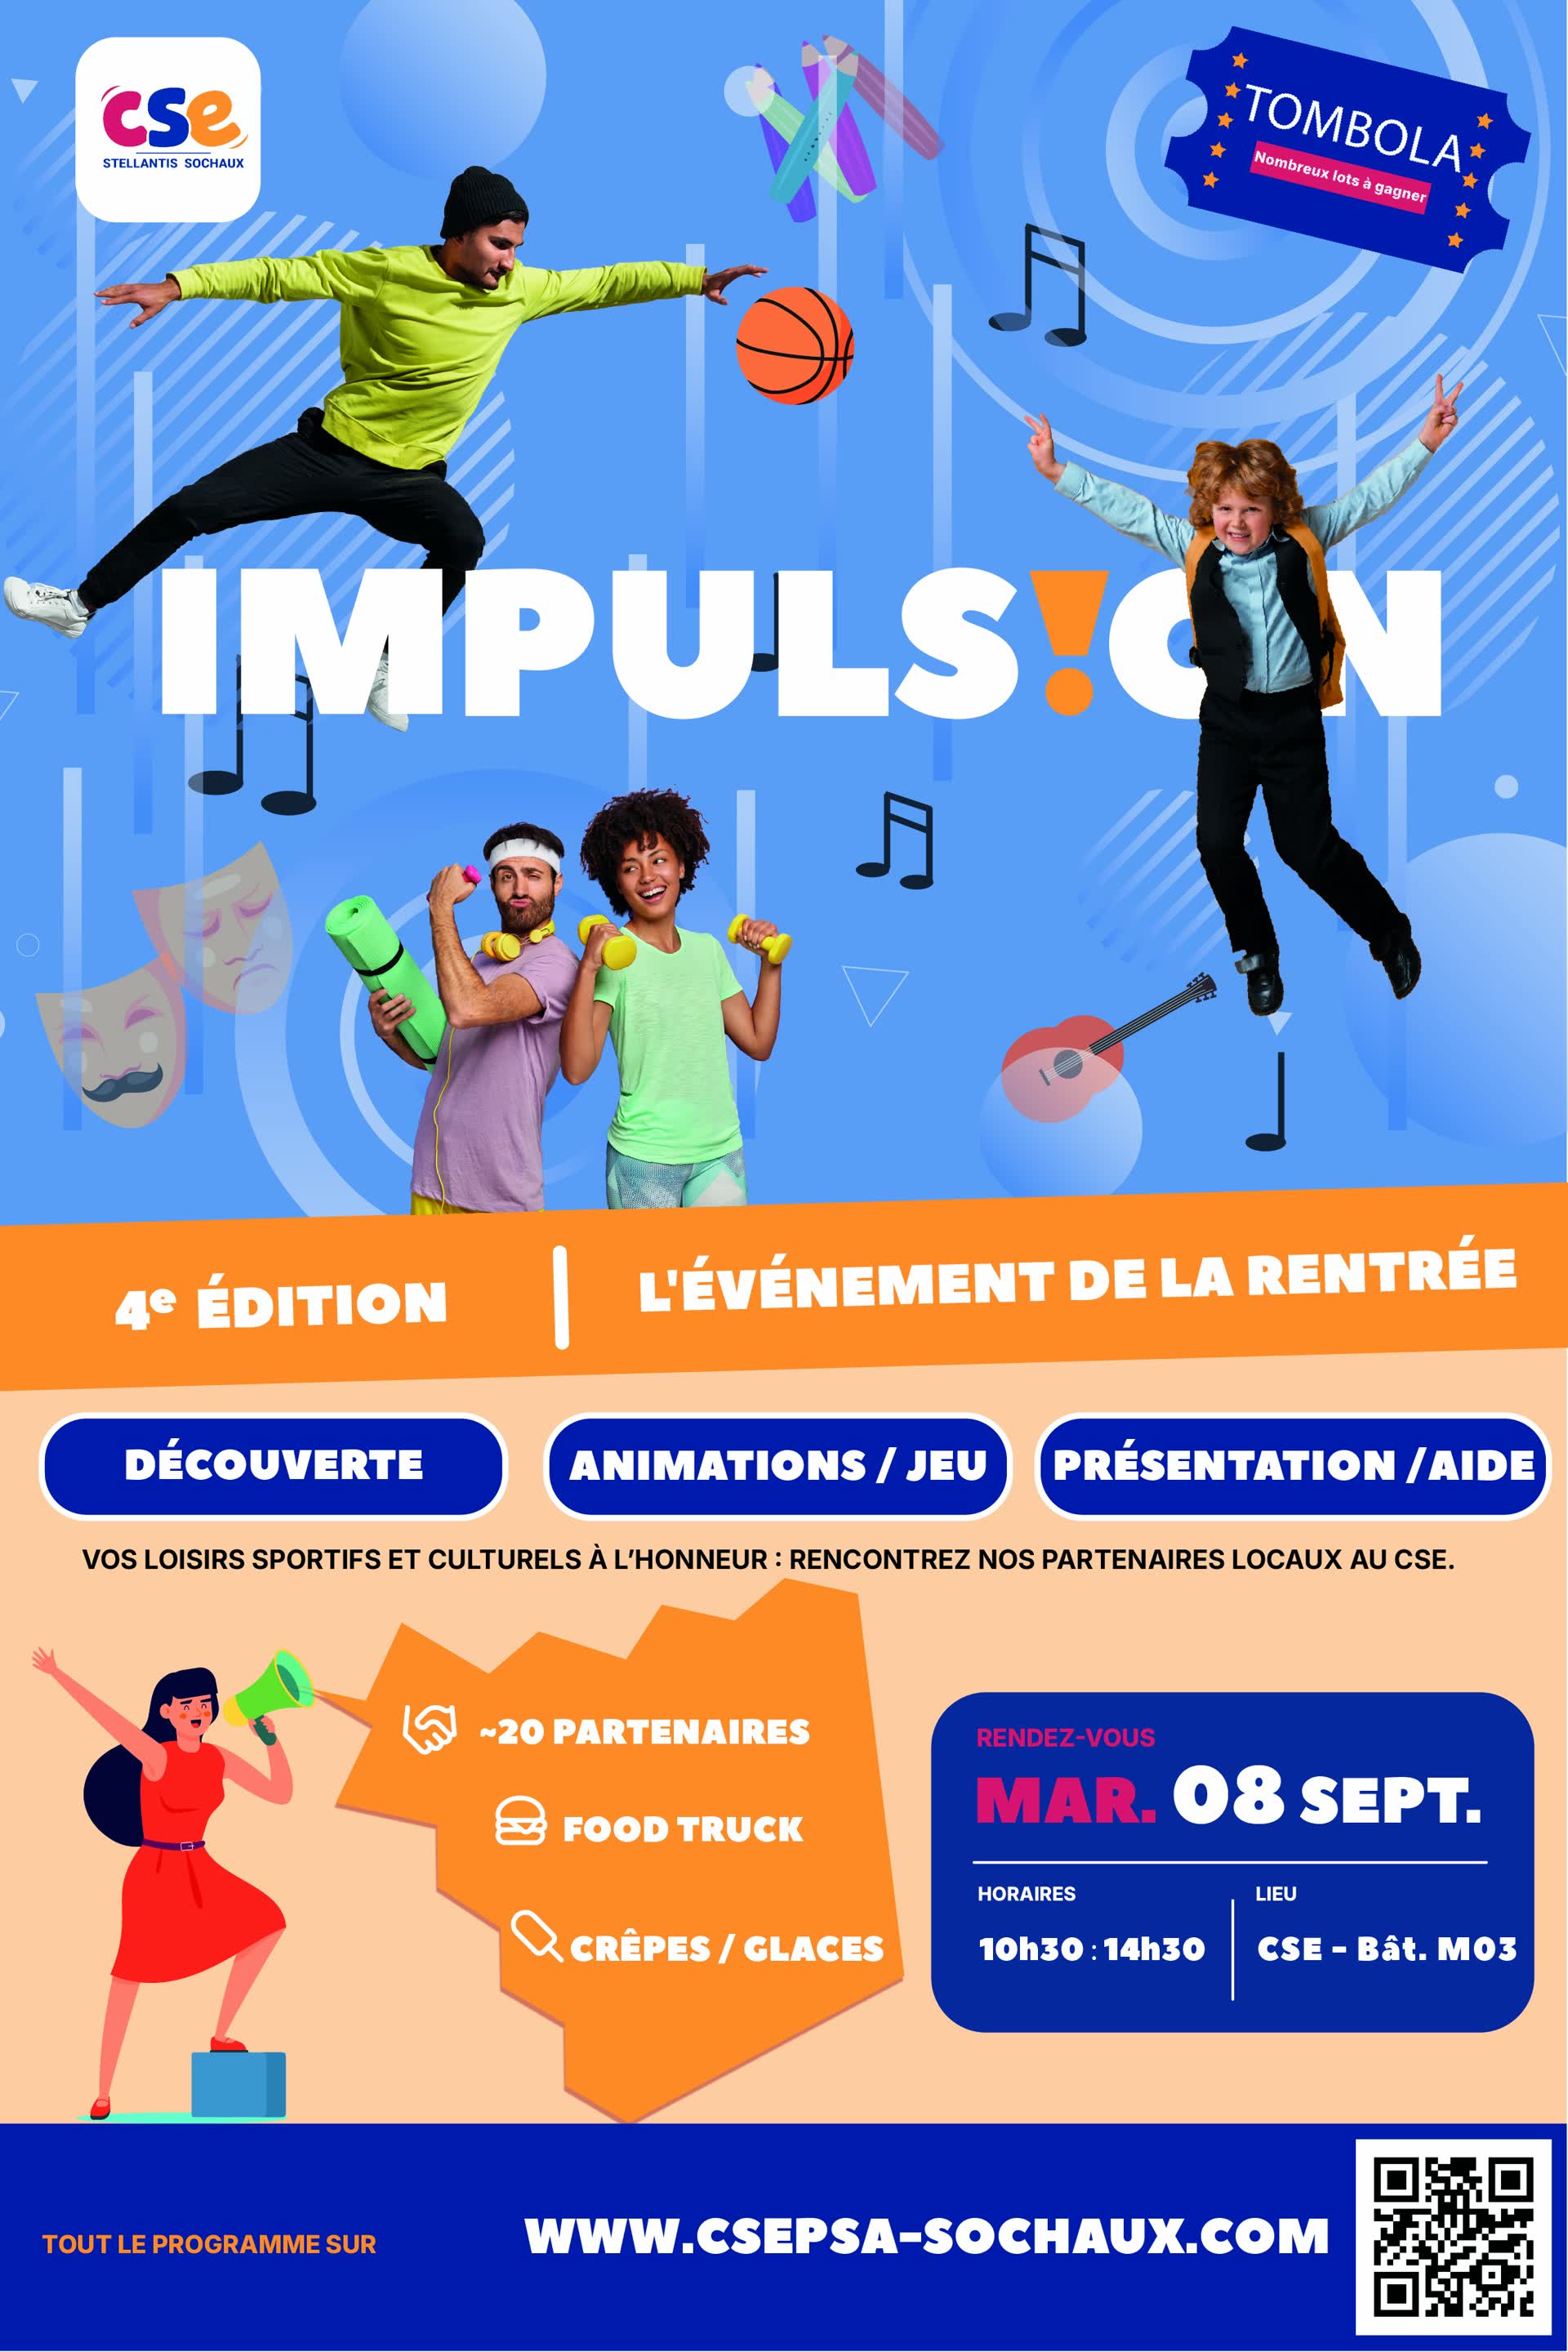 cse
STELLANTIS SOCHAUX
TOMBOLA
Nombreux lots à gagner
IMPULS!ON
4e ÉDITION
L'ÉVÉNEMENT DE LA RENTRÉE
DÉCOUVERTE
ANIMATIONS / JEU
PRÉSENTATION /AIDE
VOS LOISIRS SPORTIFS ET CULTURELS À L’HONNEUR : RENCONTREZ NOS PARTENAIRES LOCAUX AU CSE.
~20 PARTENAIRES
FOOD TRUCK
CRÊPES / GLACES
RENDEZ-VOUS
MAR. 08 SEPT.
HORAIRES
10h30 : 14h30
LIEU
CSE - Bât. M03
TOUT LE PROGRAMME SUR
WWW.CSEPSA-SOCHAUX.COM